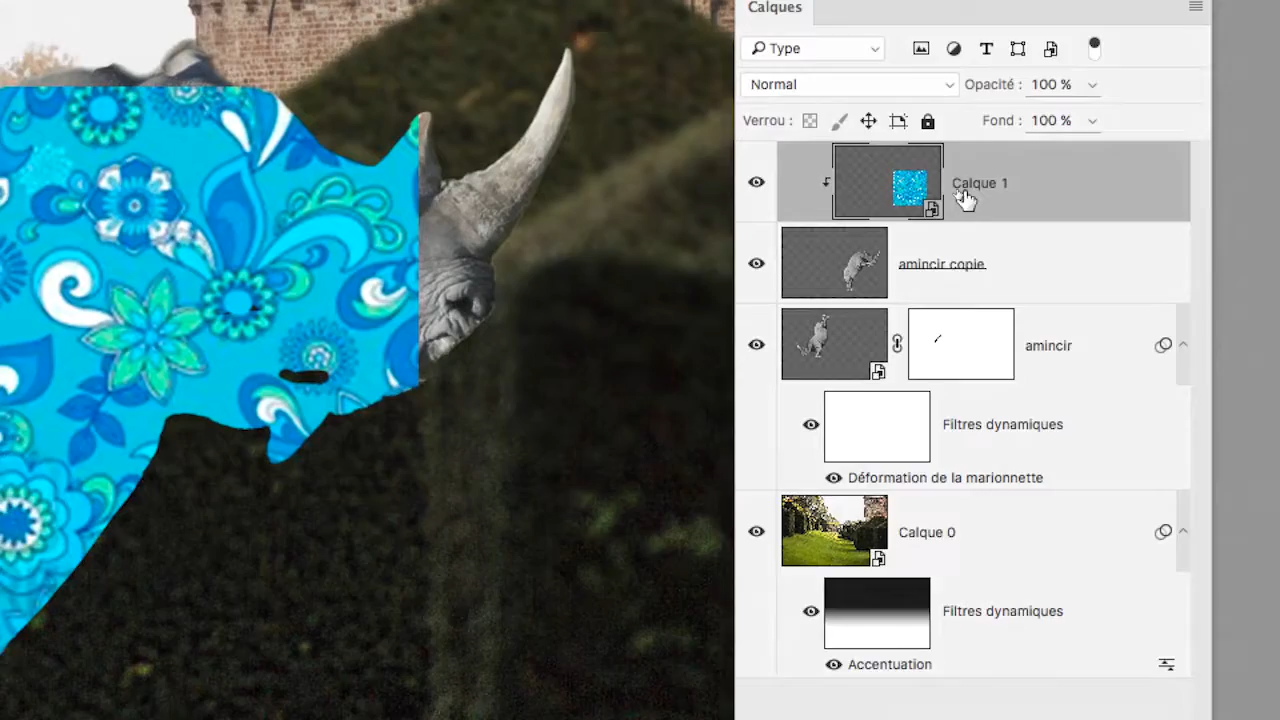 Calques
Type
Normal
Opacité : 100 %
Verrou :
Fond : 100 %
Calque 1
amincir copie
amincir
Filtres dynamiques
Déformation de la marionnette
Calque 0
Filtres dynamiques
Accentuation